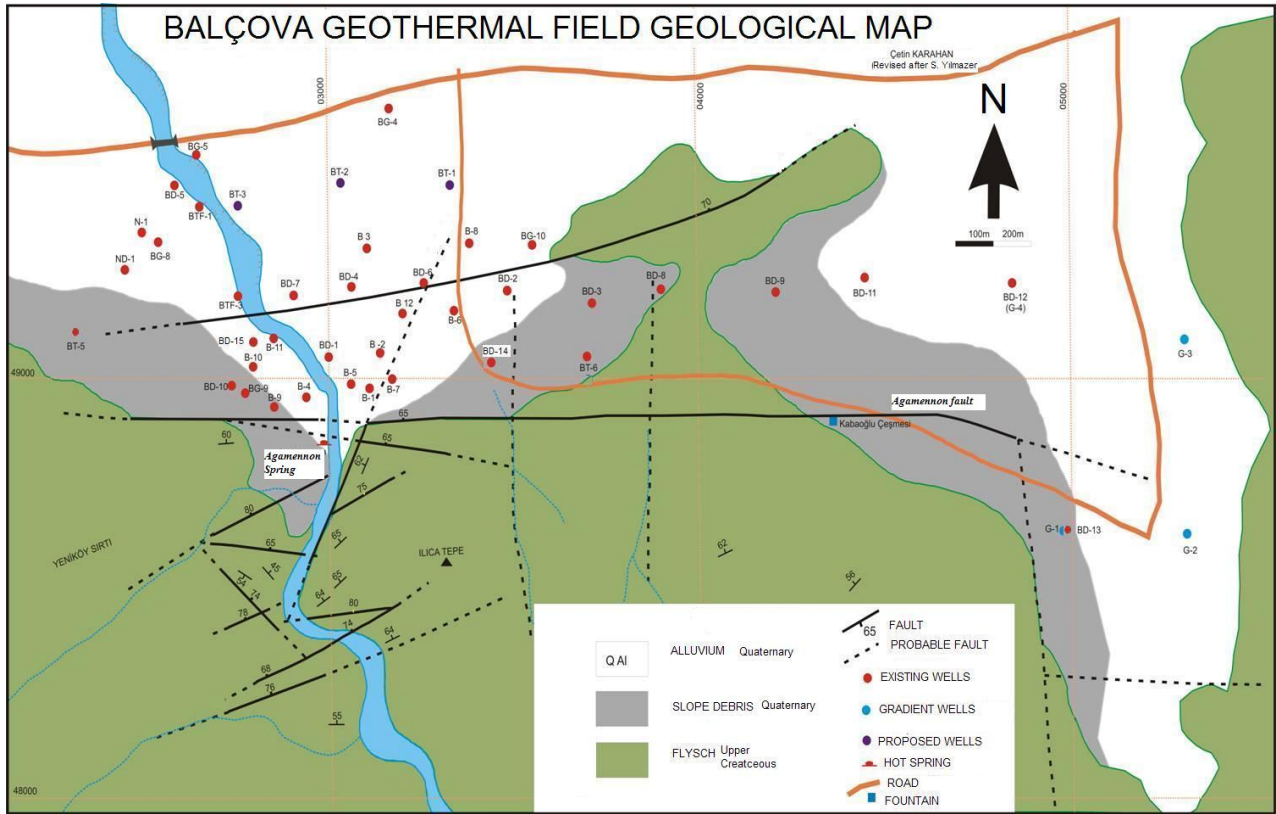 BALÇOVA GEOTHERMAL FIELD GEOLOGICAL MAP
Çetin KARAHAN
(Revised after S. Yılmazer
03000
04000
05000
N
100m 200m
BG-4
BG-5
BD-5
BTF-1
BT-3
BT-2
BT-1
N-1
BG-8
ND-1
B 3
B-8
BG-10
70
BTF-3
BD-7
BD-4
BD-6
BD-2
BD-3
BD-8
BD-9
BD-11
BD-12
(G-4)
B 12
B-6
BT-5
BD-15
B-11
BD-1
B-2
BD-14
BT-6
G-3
B-10
49000
BD-10
BG-9
B-9
B-4
B-5
B-1
B-7
65
Agamennon fault
Kabaoğlu Çeşmesi
60
65
Agamennon
Spring
62
75
80
65
G-1
BD-13
G-2
YENİKÖY SIRTI
65
45
54
74
65
64
ILICA TEPE
62
56
78
80
74
64
68
76
55
48000
Q Al
ALLUVIUM Quaternary
SLOPE DEBRIS Quaternary
FLYSCH Upper
Creatceous
65
FAULT
PROBABLE FAULT
EXISTING WELLS
GRADIENT WELLS
PROPOSED WELLS
HOT SPRING
ROAD
FOUNTAIN